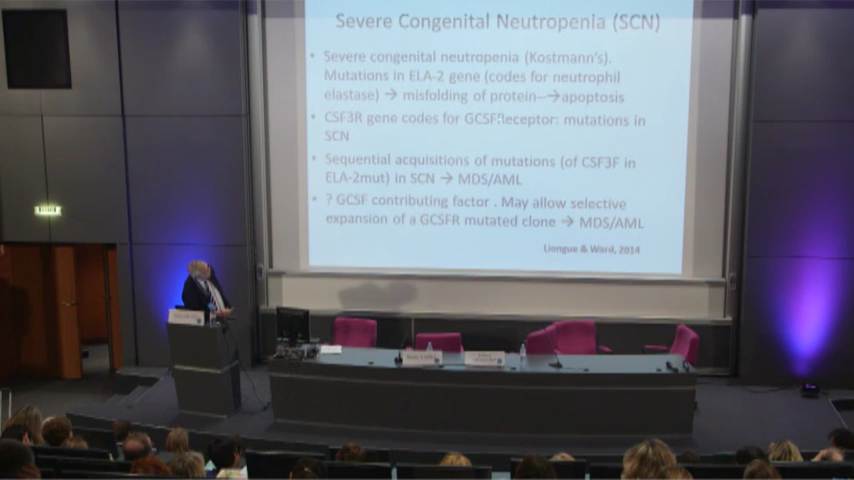 Severe Congenital Neutropenia (SCN)
• Severe congenital neutropenia (Kostmann's).
Mutations in ELA-2 gene (codes for neutrophil
elastase) → misfolding of protein--→apoptosis
• CSF3R gene codes for GCSFReceptor: mutations in
SCN
• Sequential acquisitions of mutations (of CSF3F in
ELA-2mut) in SCN → MDS/AML
• ? GCSF contributing factor . May allow selective
expansion of a GCSFR mutated clone → MDS/AML
Liongue & Ward, 2014